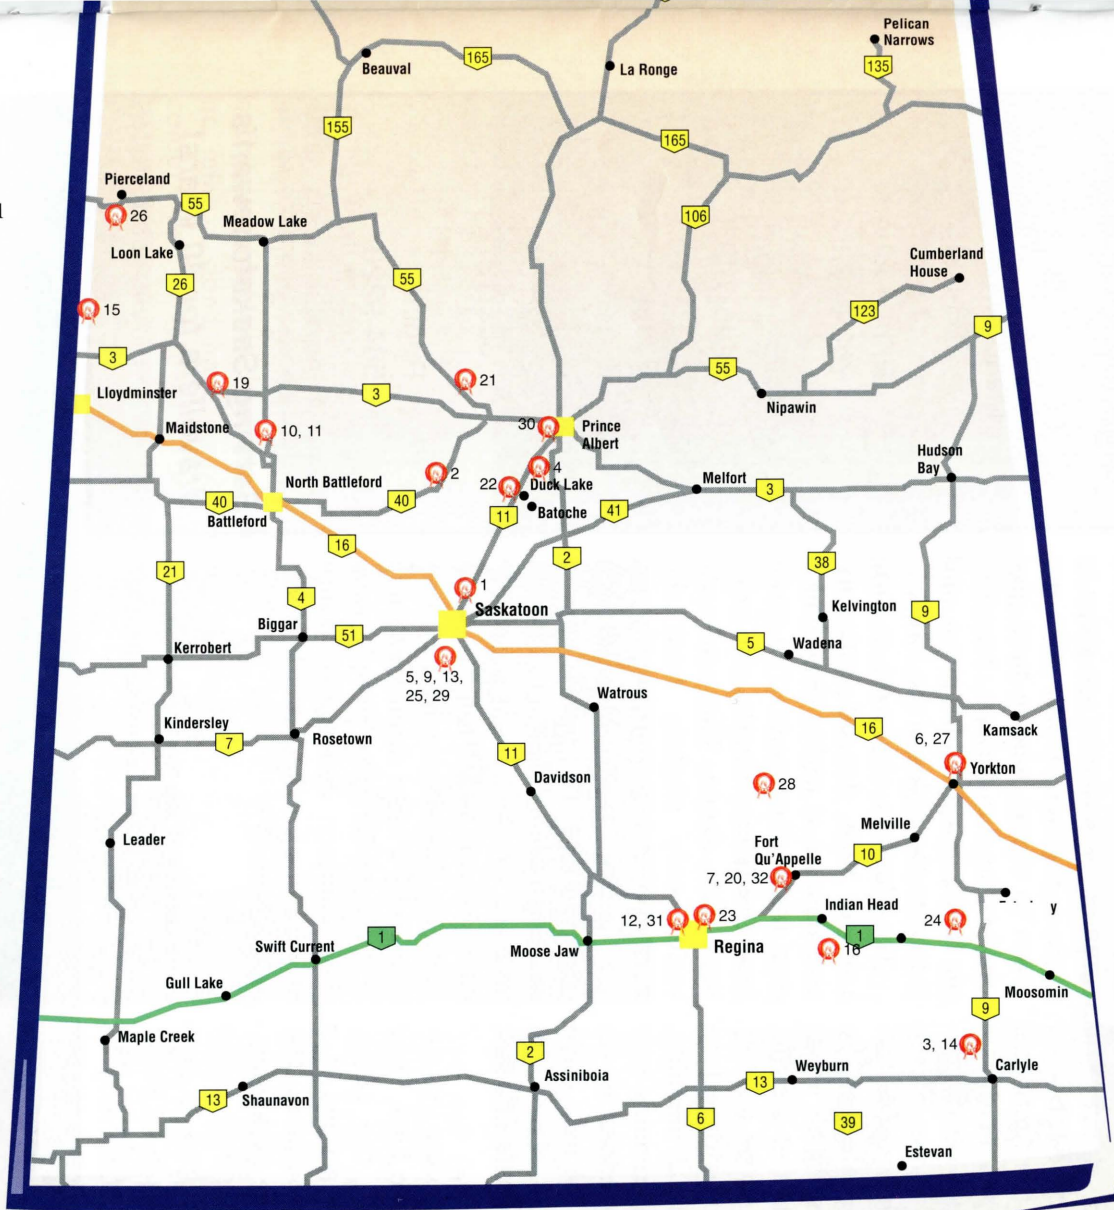 Pelican
Narrows
Beauval
165
La Ronge
135
155
165
Pierceland
55
26
Meadow Lake
106
Loon Lake
Cumberland
House
26
55
15
123
9
3
55
19
21
Lloydminster
3
Nipawin
Maidstone
30
Prince
Albert
10, 11
Hudson
Bay
4
2
22
Duck Lake
Melfort
3
North Battleford
40
40
Batoche
41
Battleford
11
16
2
38
21
1
4
Saskatoon
Kelvington
9
Biggar
51
5
Wadena
Kerrobert
5, 9, 13,
25, 29
Watrous
Kindersley
16
Kamsack
7
Rosetown
6, 27
11
Yorkton
Davidson
28
Leader
Melville
Fort
Qu'Appelle
10
7, 20, 32
Indian Head
12, 31
23
24
1
1
Swift Current
Moose Jaw
Regina
16
Gull Lake
Moosomin
9
Maple Creek
3, 14
2
Weyburn
Carlyle
Assiniboia
13
13
Shaunavon
6
39
Estevan